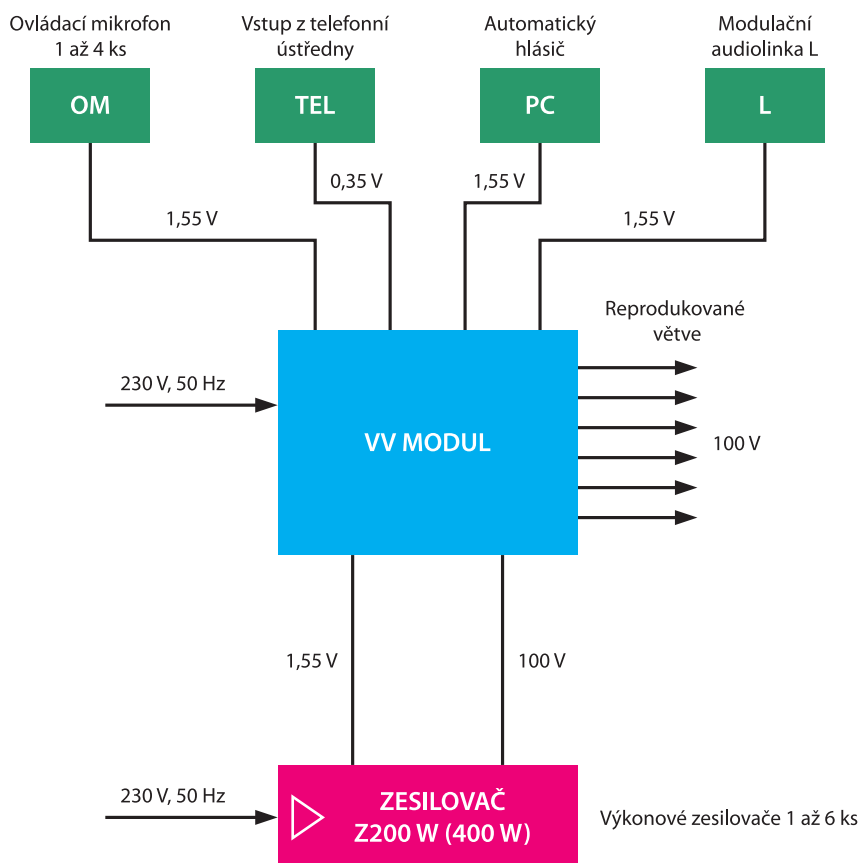 Ovládací mikrofon
1 až 4 ks
Vstup z telefonní
ústředny
Automatický
hlásič
Modulační
audiolinka L
OM
TEL
PC
L
0,35 V
1,55 V
1,55 V
1,55 V
Reprodukované
větve
230 V, 50 Hz
VV MODUL
100 V
1,55 V
100 V
230 V, 50 Hz
ZESILOVAČ
Z200 W (400 W)
Výkonové zesilovače 1 až 6 ks